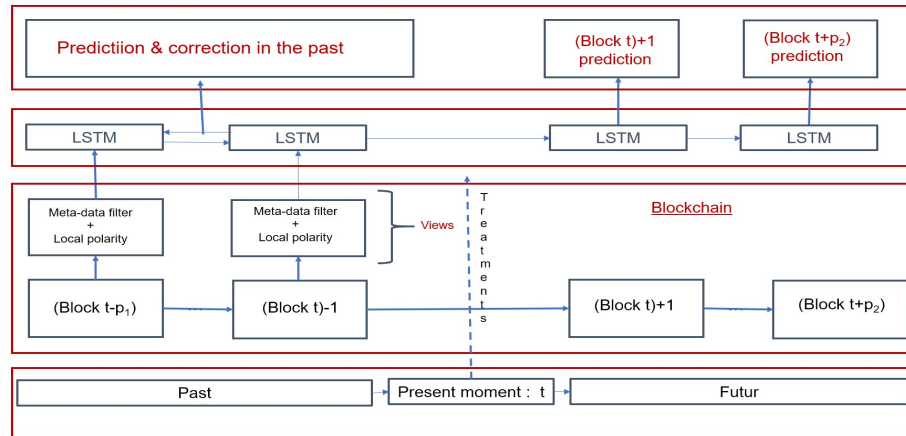 Predictiion & correction in the past
(Block t)+1
prediction
(Block t+p₂)
prediction
LSTM
LSTM
LSTM
LSTM
Meta-data filter
+
Local polarity
Meta-data filter
+
Local polarity
Views
Treatments
Blockchain
(Block t-p₁)
...
(Block t)-1
(Block t)+1
...
(Block t+p₂)
Past
Present moment : t
Futur